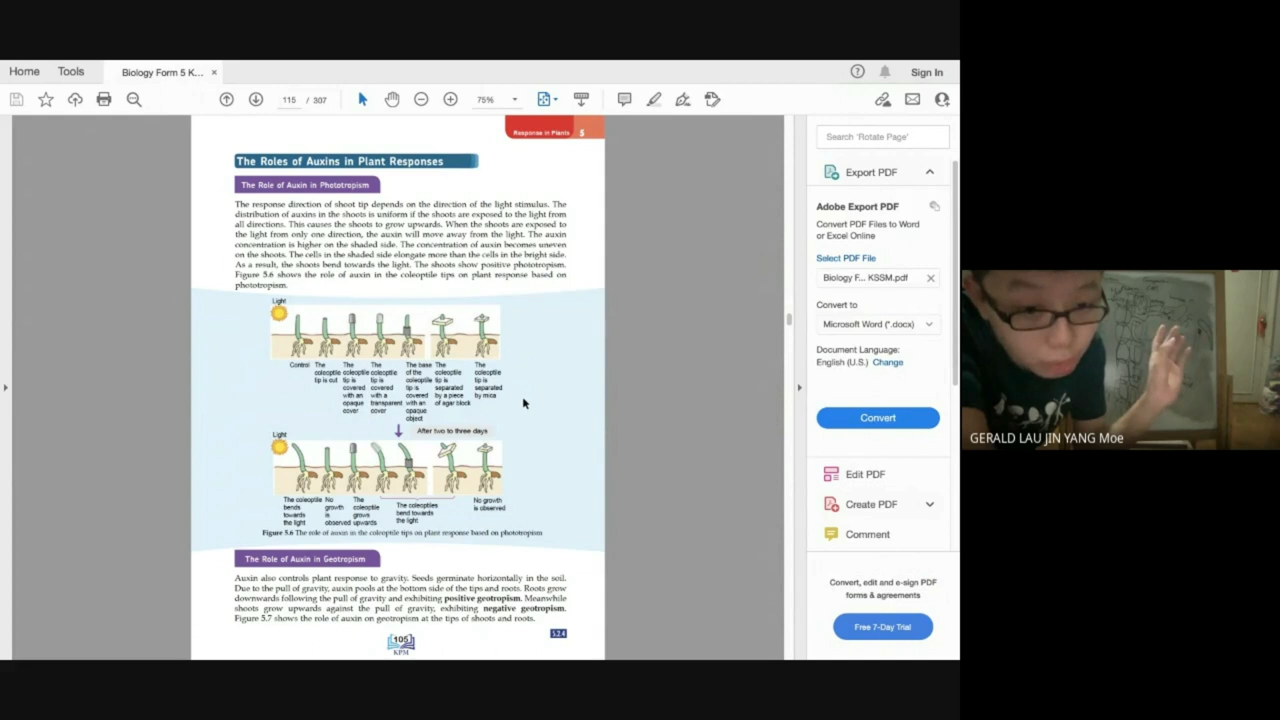 Home
Tools
Biology Form 5 K...
Sign In
115 / 307
75%
Response in Plants 5
The Roles of Auxins in Plant Responses
The Role of Auxin in Phototropism
The response direction of shoot tip depends on the direction of the light stimulus. The
distribution of auxins in the shoots is uniform if the shoots are exposed to the light from
all directions. This causes the shoots to grow upwards. When the shoots are exposed to
the light from only one direction, the auxin will move away from the light. The auxin
concentration is higher on the shaded side. The concentration of auxin becomes uneven
on the shoots. The cells in the shaded side elongate more than the cells in the bright side.
As a result, the shoots bend towards the light. The shoots show positive phototropism.
Figure 5.6 shows the role of auxin in the coleoptile tips on plant response based on
phototropism.
Light
Control
The
coleoptile
tip is cut
The
coleoptile
tip is
covered
with an
opaque
cover
The
coleoptile
tip is
covered
with a
transparent
cover
The base
of the
coleoptile
tip is
covered
with an
opaque
object
The
coleoptile
tip is
separated
by a piece
of agar block
The
coleoptile
tip is
separated
by mica
After two to three days
Light
The coleoptile
bends
towards
the light
No
growth
is
observed
The
coleoptile
grows
upwards
The coleoptiles
bend towards
the light
No growth
is observed
Figure 5.6 The role of auxin in the coleoptile tips on plant response based on phototropism
The Role of Auxin in Geotropism
Auxin also controls plant response to gravity. Seeds germinate horizontally in the soil.
Due to the pull of gravity, auxin pools at the bottom side of the tips and roots. Roots grow
downwards following the pull of gravity and exhibiting positive geotropism. Meanwhile
shoots grow upwards against the pull of gravity, exhibiting negative geotropism.
Figure 5.7 shows the role of auxin on geotropism at the tips of shoots and roots.
105
KPM
5.2.4
Search 'Rotate Page'
Export PDF
Adobe Export PDF
Convert PDF Files to Word
or Excel Online
Select PDF File
Biology F... KSSM.pdf
Convert to
Microsoft Word (*.docx)
Document Language:
English (U.S.) Change
Convert
Edit PDF
Create PDF
Comment
Convert, edit and e-sign PDF
forms & agreements
Free 7-Day Trial
GERALD LAU JIN YANG Moe